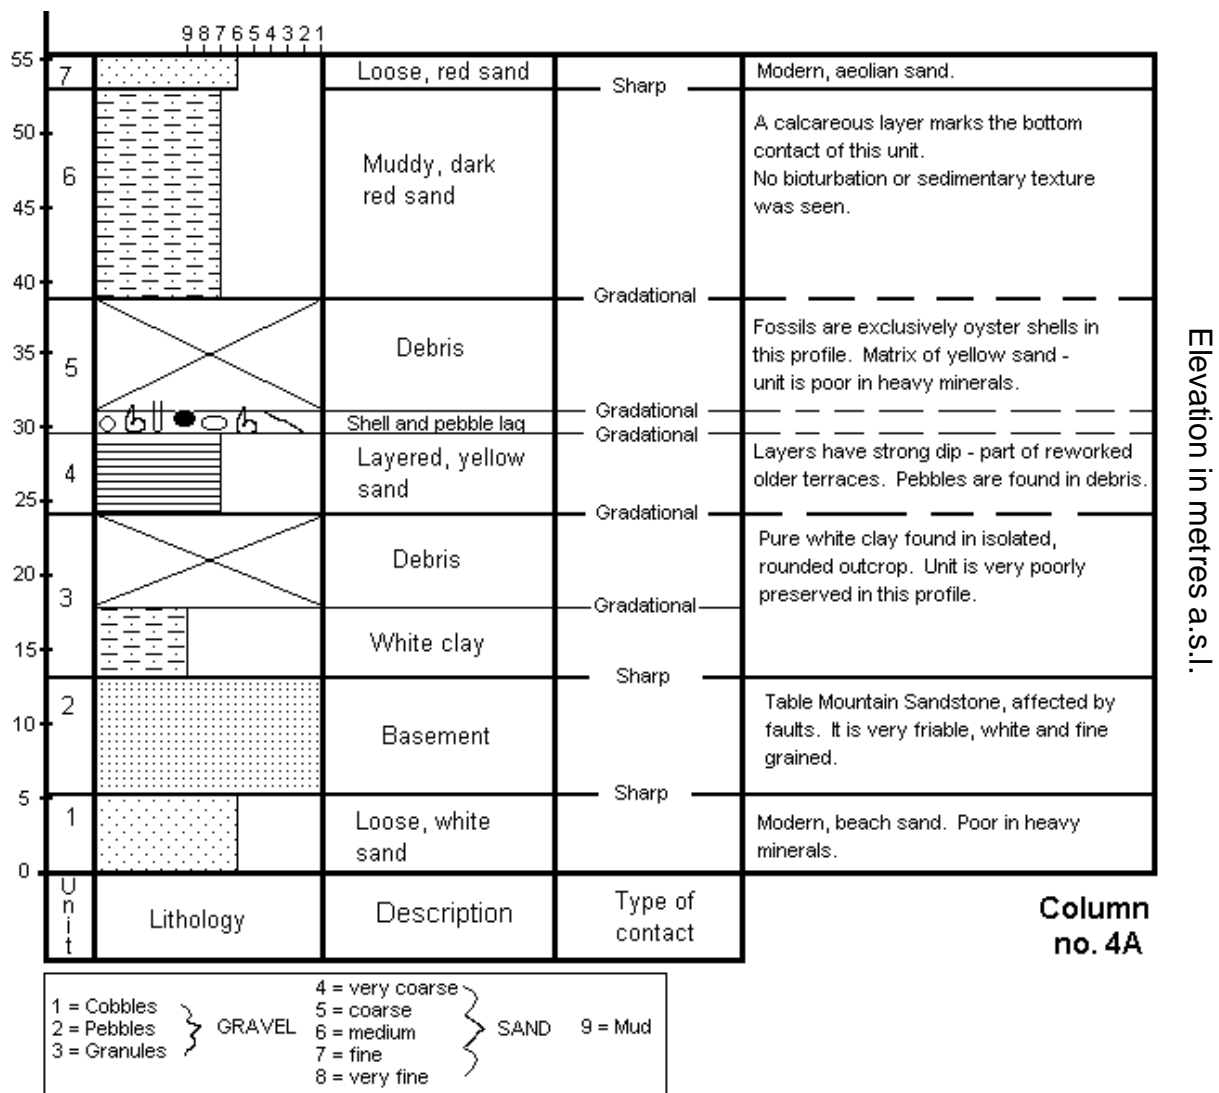 9 8 7 6 5 4 3 2 1
55
7
Loose, red sand
Sharp
Modern, aeolian sand.
50
45
40
6
Muddy, dark
red sand
A calcareous layer marks the bottom
contact of this unit.
No bioturbation or sedimentary texture
was seen.
Gradational
35
30
5
Debris
Fossils are exclusively oyster shells in
this profile. Matrix of yellow sand -
unit is poor in heavy minerals.
Gradational
Shell and pebble lag
Gradational
25
4
Layered, yellow
sand
Layers have strong dip - part of reworked
older terraces. Pebbles are found in debris.
Gradational
20
15
3
Debris
Pure white clay found in isolated,
rounded outcrop. Unit is very poorly
preserved in this profile.
Gradational
White clay
Sharp
10
2
Basement
Table Mountain Sandstone, affected by
faults. It is very friable, white and fine
grained.
Sharp
5
0
1
Loose, white
sand
Modern, beach sand. Poor in heavy
minerals.
Unit
Lithology
Description
Type of
contact
Elevation in metres a.s.l.
Column
no. 4A
1 = Cobbles
2 = Pebbles
3 = Granules
GRAVEL
4 = very coarse
5 = coarse
6 = medium
7 = fine
8 = very fine
SAND
9 = Mud